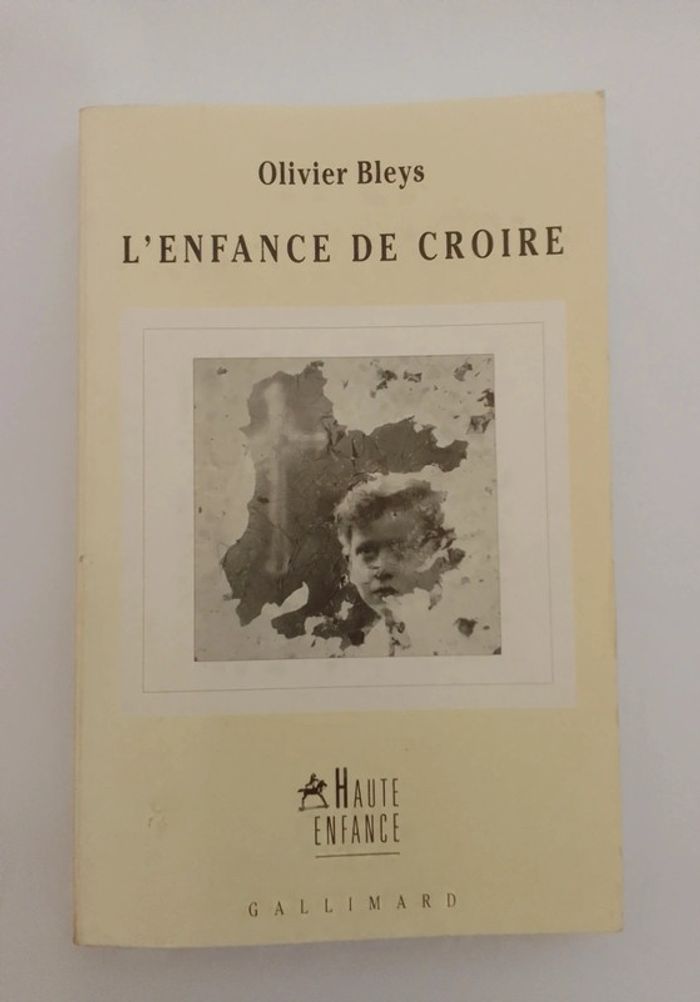 Olivier Bleys
L'ENFANCE DE CROIRE
HAUTE
ENFANCE
GALLIMARD